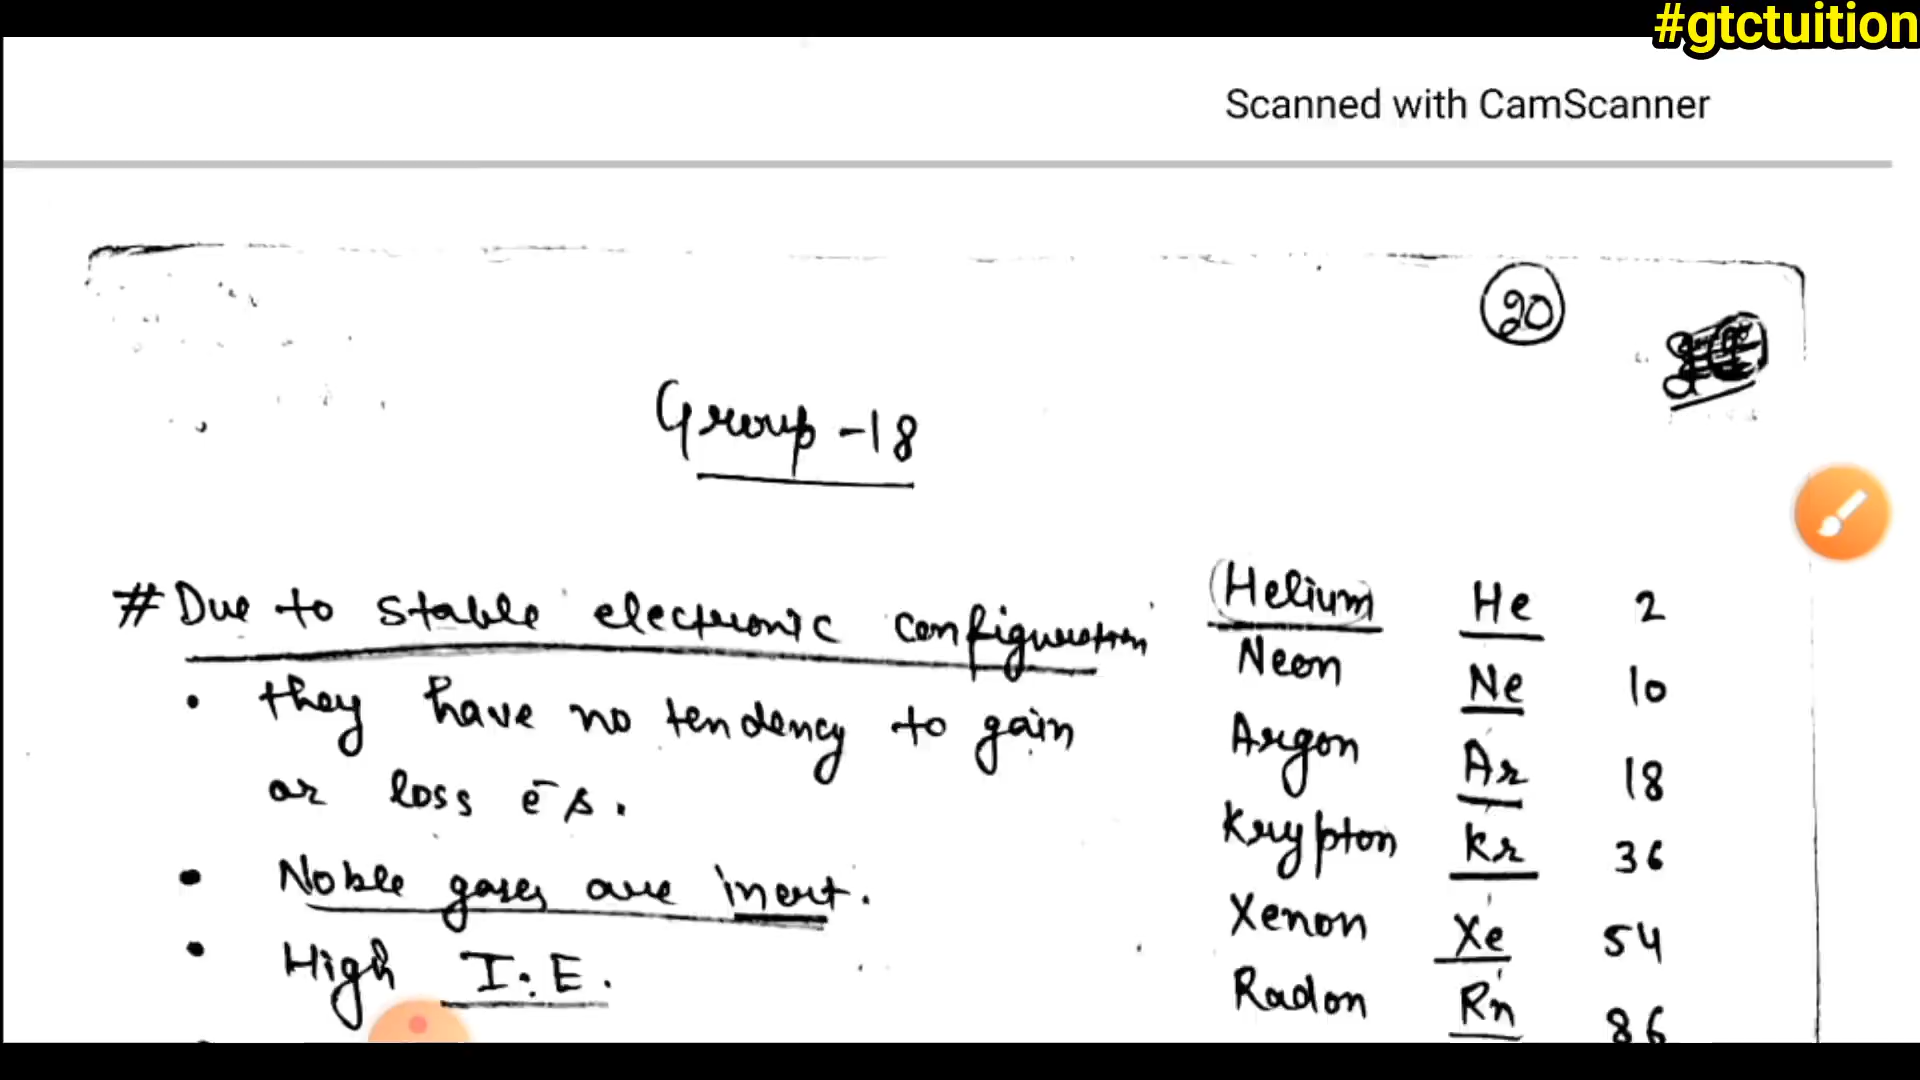 #gtctuition
Scanned with CamScanner
20
Group -18
# Due to stable electronic configuration
• they have no tendency to gain
or loss e⁻s.
• Noble gases are inert.
• High I.E.
Helium He 2
Neon Ne 10
Argon Ar 18
Krypton Kr 36
Xenon Xe 54
Radon Rn 86